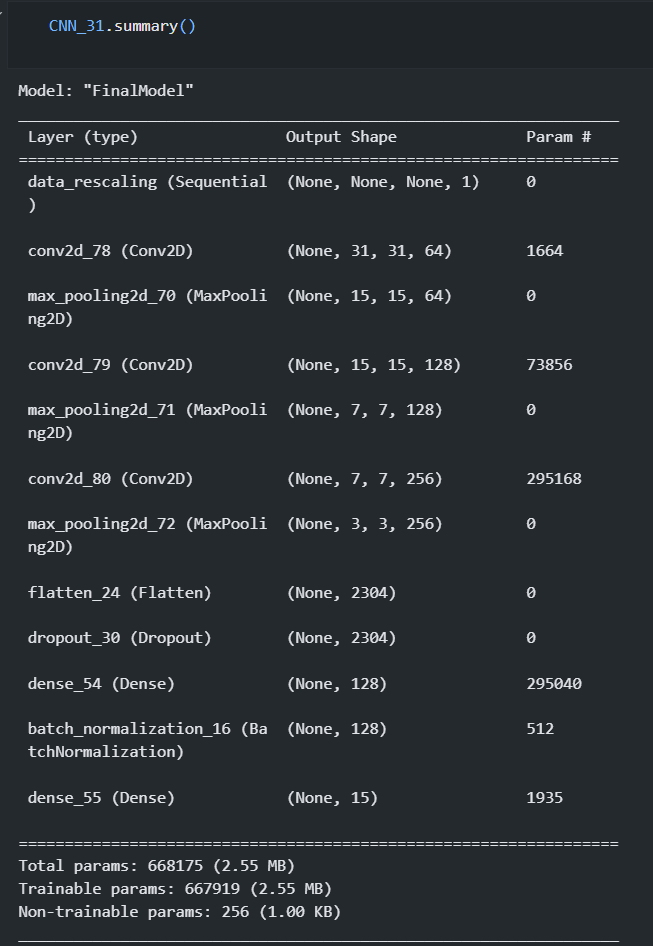 CNN_31.summary()
Model: "FinalModel"
_________________________________________________________________
Layer (type)                Output Shape              Param #
=================================================================
data_rescaling (Sequential  (None, None, None, 1)     0
)
conv2d_78 (Conv2D)          (None, 31, 31, 64)        1664
max_pooling2d_70 (MaxPooli  (None, 15, 15, 64)        0
ng2D)
conv2d_79 (Conv2D)          (None, 15, 15, 128)       73856
max_pooling2d_71 (MaxPooli  (None, 7, 7, 128)         0
ng2D)
conv2d_80 (Conv2D)          (None, 7, 7, 256)         295168
max_pooling2d_72 (MaxPooli  (None, 3, 3, 256)         0
ng2D)
flatten_24 (Flatten)        (None, 2304)              0
dropout_30 (Dropout)        (None, 2304)              0
dense_54 (Dense)            (None, 128)               295040
batch_normalization_16 (Ba  (None, 128)               512
tchNormalization)
dense_55 (Dense)            (None, 15)                1935
=================================================================
Total params: 668175 (2.55 MB)
Trainable params: 667919 (2.55 MB)
Non-trainable params: 256 (1.00 KB)
_________________________________________________________________